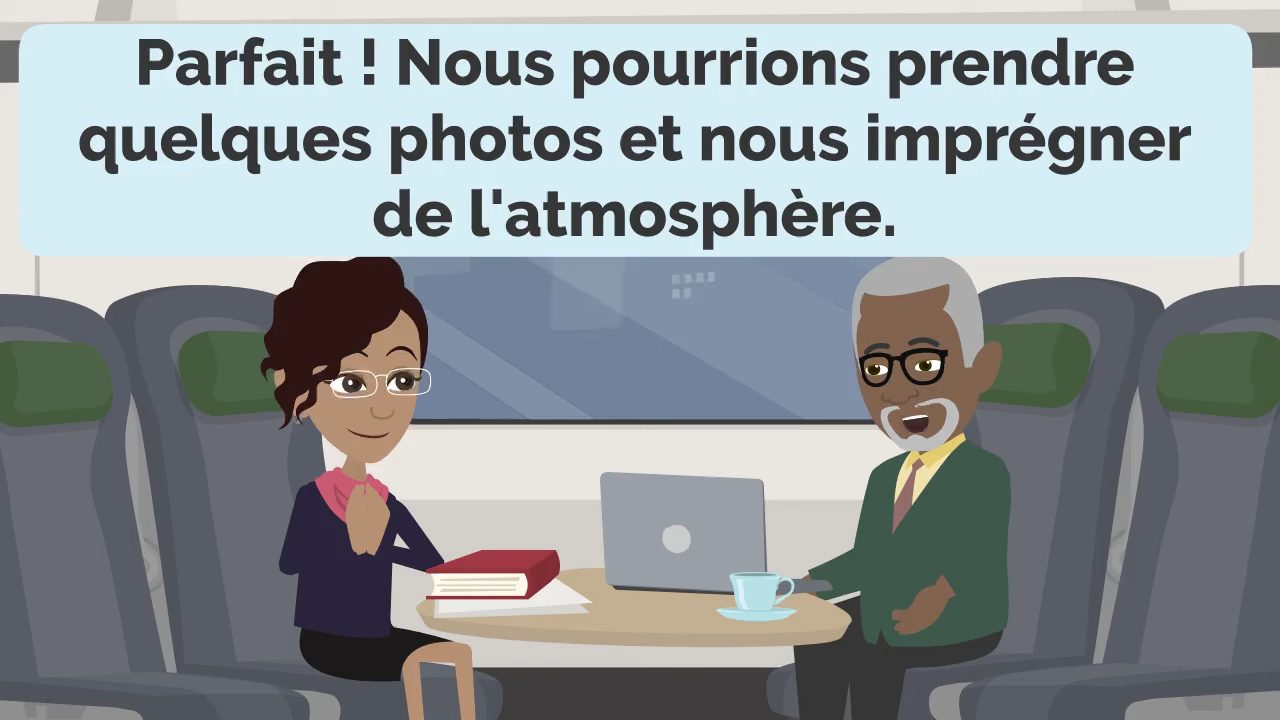 Parfait ! Nous pourrions prendre
quelques photos et nous imprégner
de l'atmosphère.